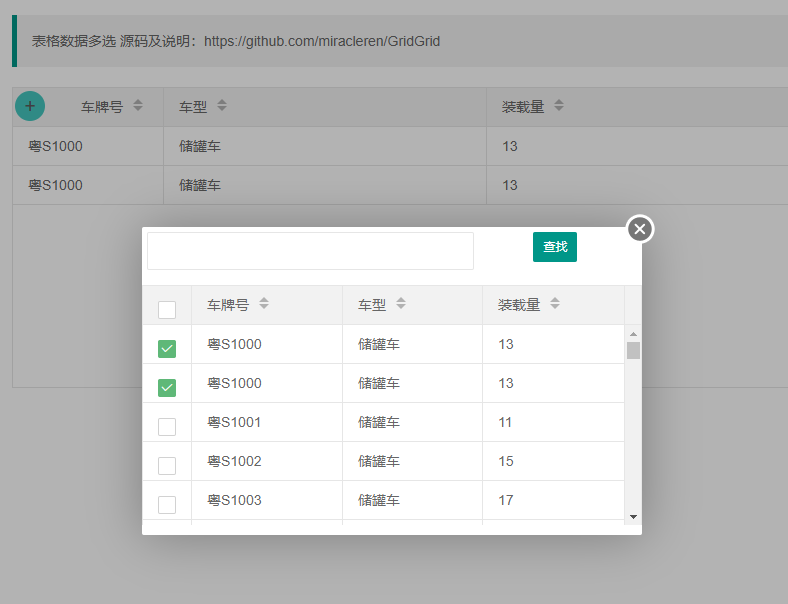 表格数据多选 源码及说明：https://github.com/miracleren/GridGrid
+ 车牌号 车型 装载量
粤S1000 储罐车 13
粤S1000 储罐车 13
查找
车牌号 车型 装载量
粤S1000 储罐车 13
粤S1000 储罐车 13
粤S1001 储罐车 11
粤S1002 储罐车 15
粤S1003 储罐车 17